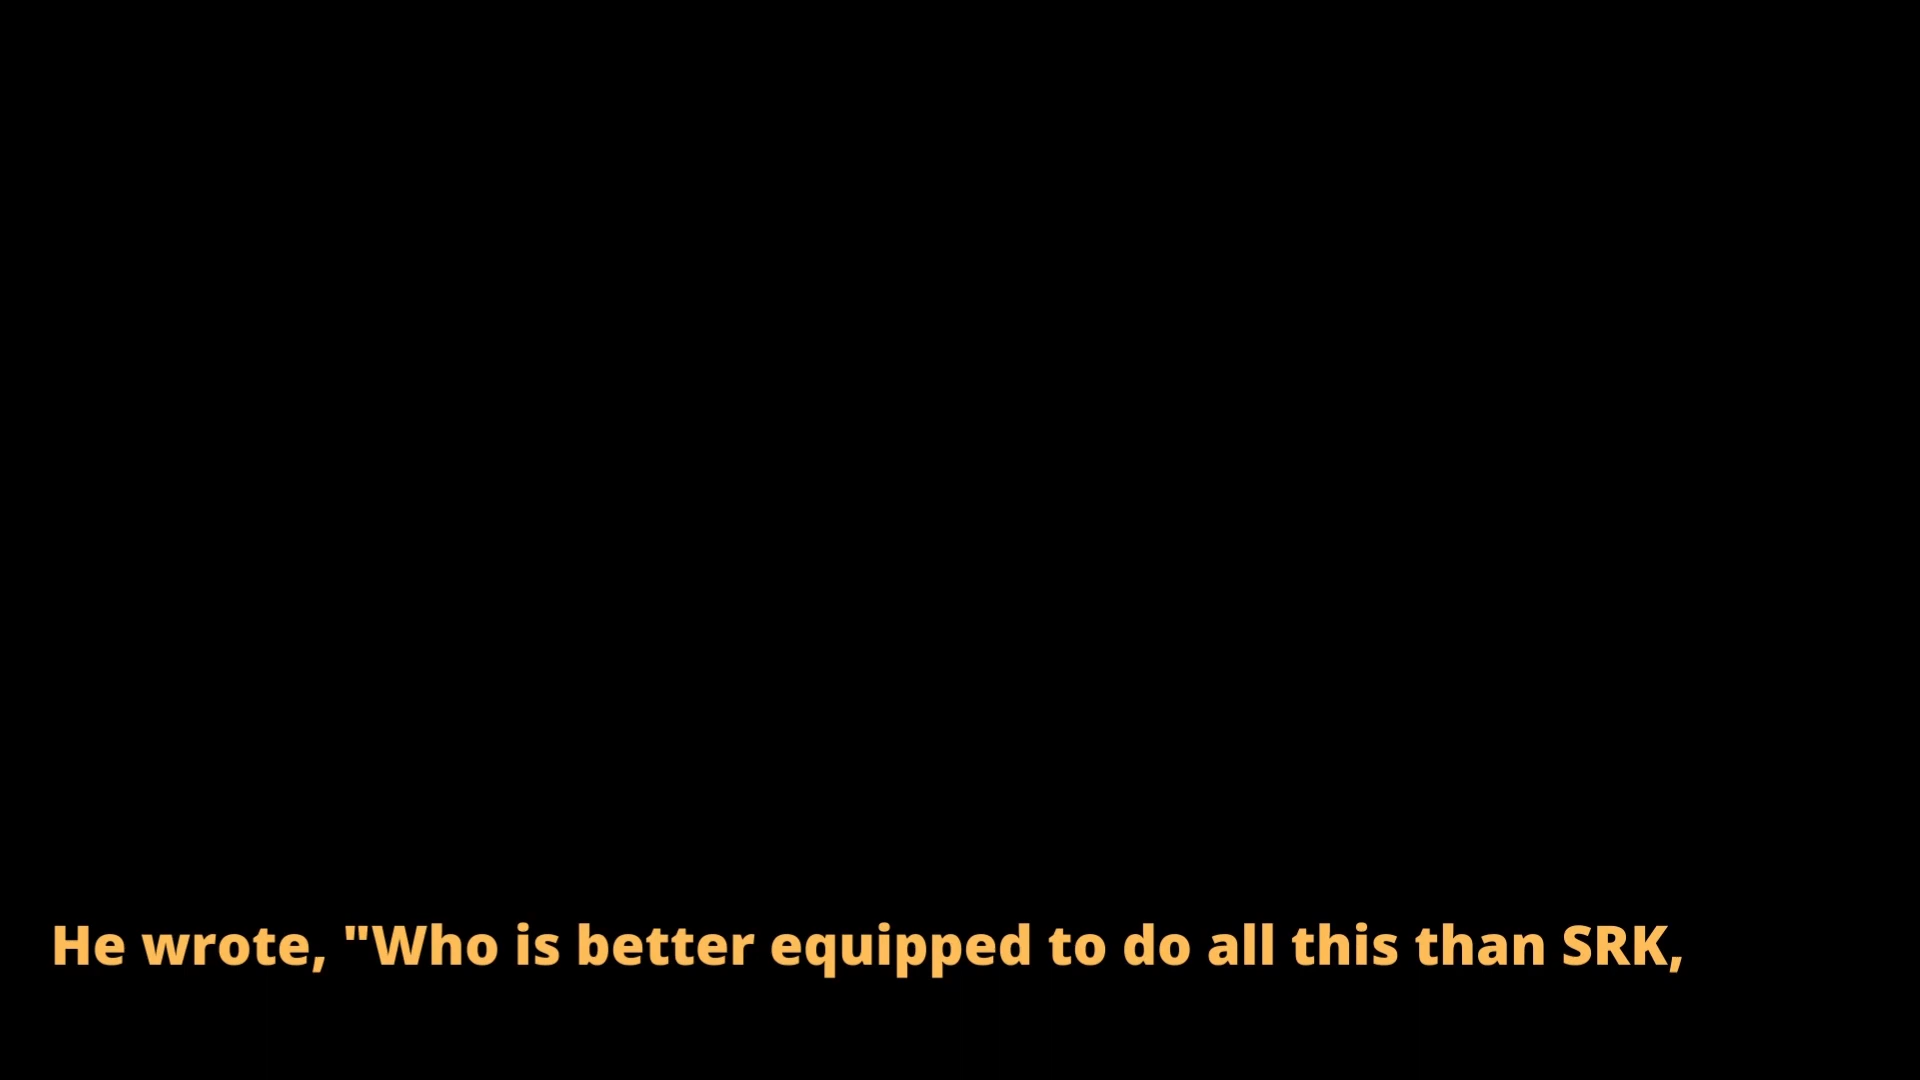 He wrote, "Who is better equipped to do all this than SRK,